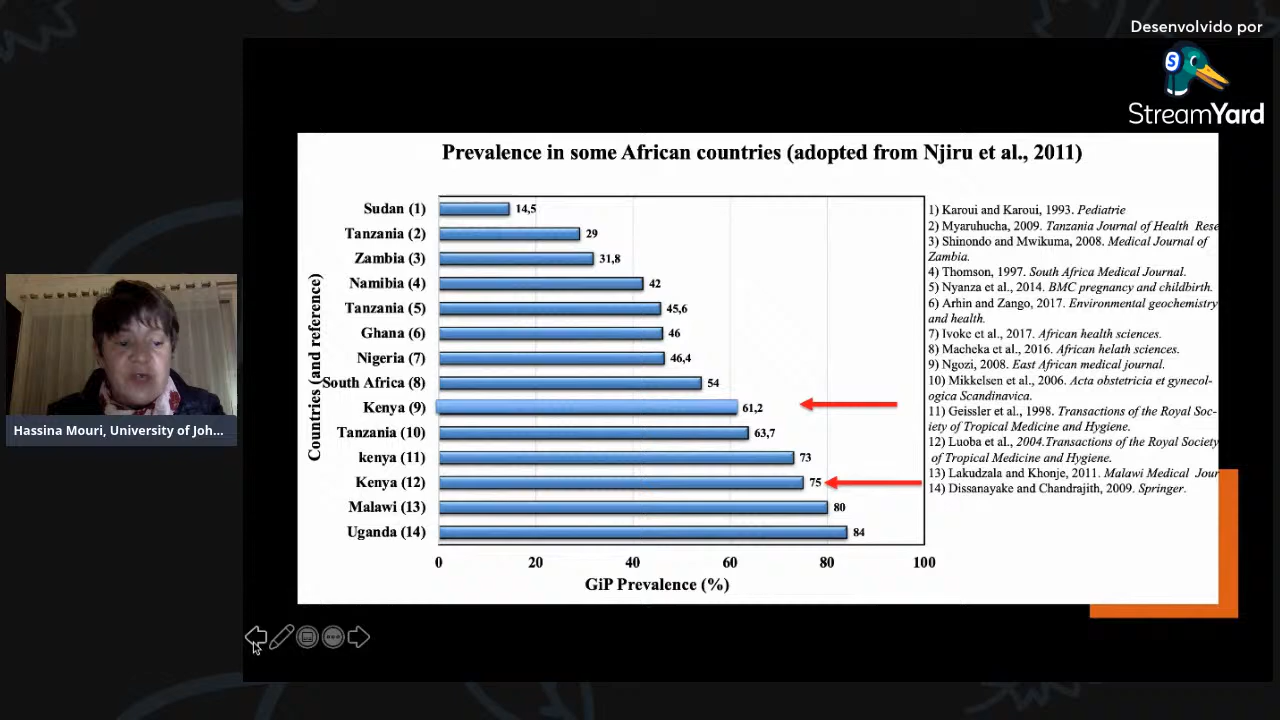 Desenvolvido por
StreamYard
Prevalence in some African countries (adopted from Njiru et al., 2011)
Countries (and reference)
Sudan (1) 14,5
Tanzania (2) 29
Zambia (3) 31,8
Namibia (4) 42
Tanzania (5) 45,6
Ghana (6) 46
Nigeria (7) 46,4
South Africa (8) 54
Kenya (9) 61,2
Tanzania (10) 63,7
kenya (11) 73
Kenya (12) 75
Malawi (13) 80
Uganda (14) 84
0 20 40 60 80 100
GiP Prevalence (%)
1) Karoui and Karoui, 1993. Pediatrie
2) Myaruhucha, 2009. Tanzania Journal of Health Rese
3) Shinondo and Mwikuma, 2008. Medical Journal of
Zambia.
4) Thomson, 1997. South Africa Medical Journal.
5) Nyanza et al., 2014. BMC pregnancy and childbirth.
6) Arhin and Zango, 2017. Environmental geochemistry
and health.
7) Ivoke et al., 2017. African health sciences.
8) Macheka et al., 2016. African helath sciences.
9) Ngozi, 2008. East African medical journal.
10) Mikkelsen et al., 2006. Acta obstetricia et gynecol-
ogica Scandinavica.
11) Geissler et al., 1998. Transactions of the Royal Soc-
iety of Tropical Medicine and Hygiene.
12) Luoba et al., 2004.Transactions of the Royal Society
of Tropical Medicine and Hygiene.
13) Lakudzala and Khonje, 2011. Malawi Medical Jour
14) Dissanayake and Chandrajith, 2009. Springer.
Hassina Mouri, University of Joh...